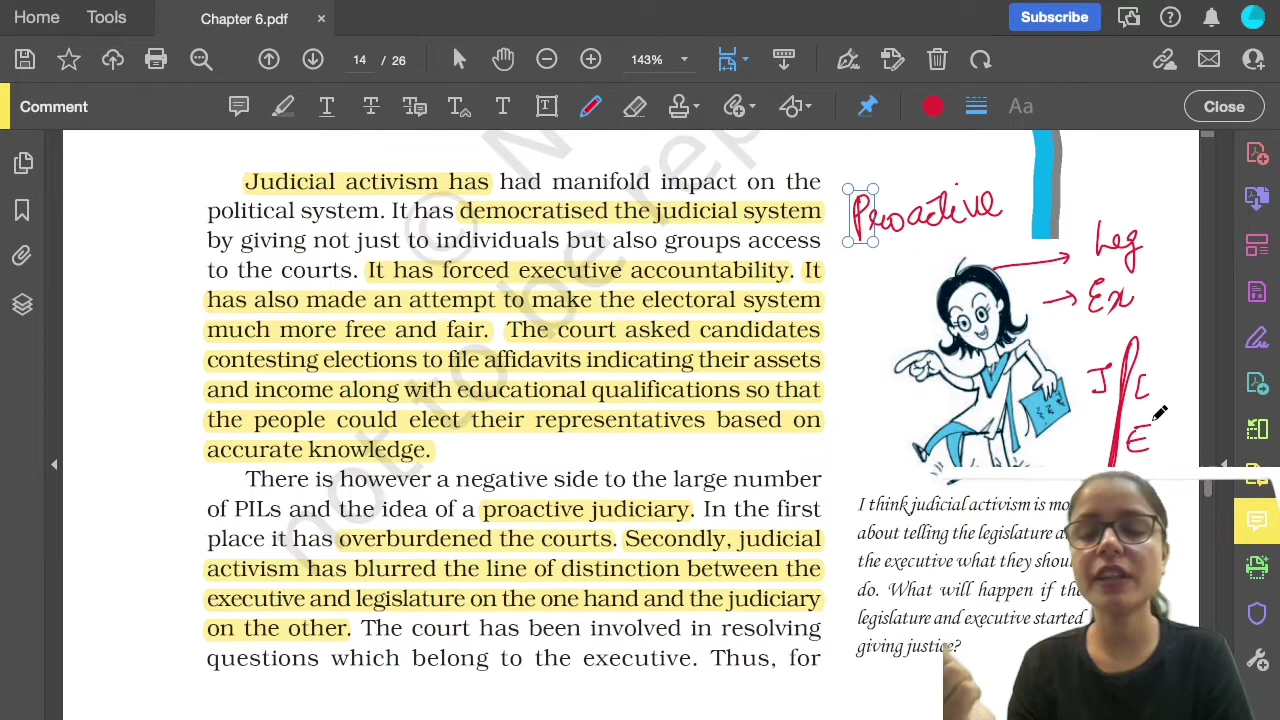 Home Tools Chapter 6.pdf × Subscribe
14 / 26 143%
Comment T T T T T Aa Close
Judicial activism has had manifold impact on the
political system. It has democratised the judicial system
by giving not just to individuals but also groups access
to the courts. It has forced executive accountability. It
has also made an attempt to make the electoral system
much more free and fair. The court asked candidates
contesting elections to file affidavits indicating their assets
and income along with educational qualifications so that
the people could elect their representatives based on
accurate knowledge.
There is however a negative side to the large number
of PILs and the idea of a proactive judiciary. In the first
place it has overburdened the courts. Secondly, judicial
activism has blurred the line of distinction between the
executive and legislature on the one hand and the judiciary
on the other. The court has been involved in resolving
questions which belong to the executive. Thus, for
© N
not to be rep
Proactive
Leg
Ex
J L
E
I think judicial activism is mo
about telling the legislature a
the executive what they shou
do. What will happen if the
legislature and executive started
giving justice?